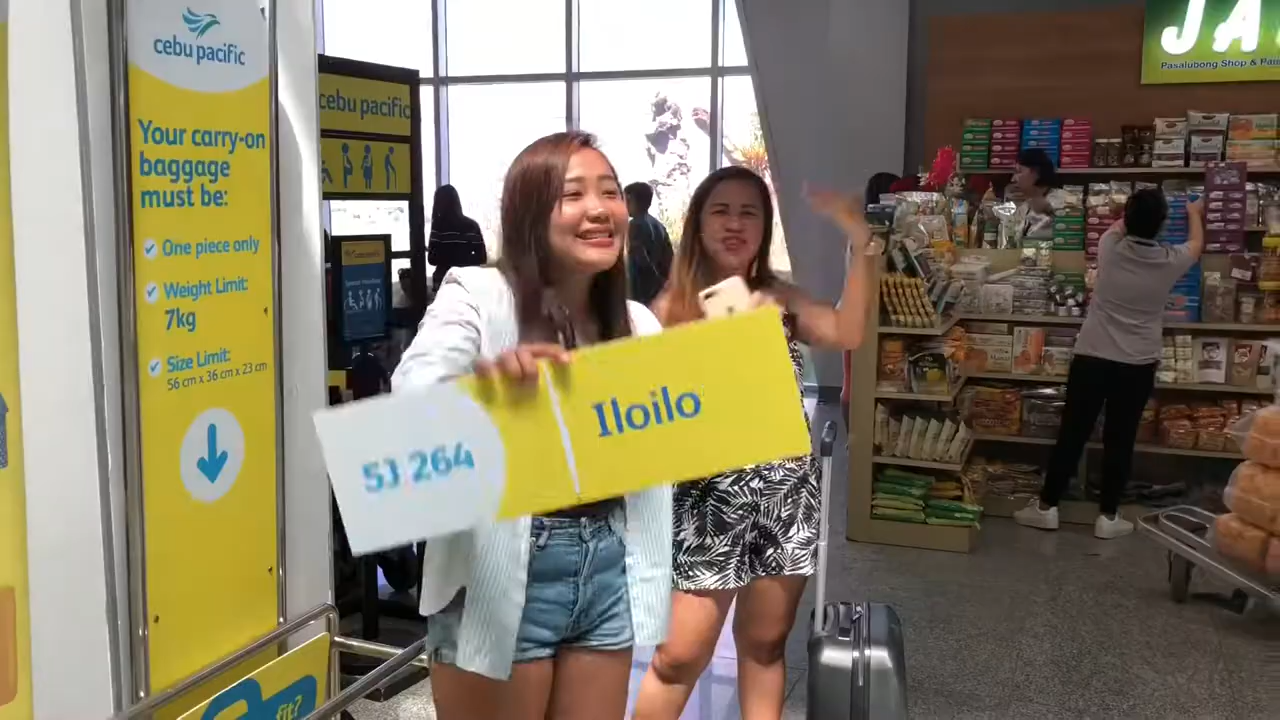 cebu pacific
Your carry-on
baggage
must be:
One piece only
Weight Limit:
7kg
Size Limit:
56 cm x 36 cm x 23 cm
fit?
cebu pacific
5J 264
Iloilo
JA
Pasalubong Shop &